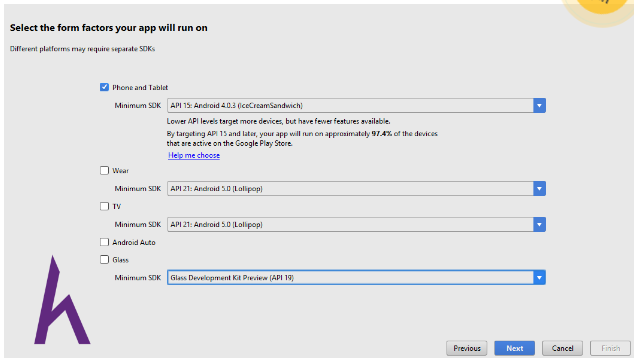 Select the form factors your app will run on
Different platforms may require separate SDKs
Phone and Tablet
Minimum SDK API 15: Android 4.0.3 (IceCreamSandwich)
Lower API levels target more devices, but have fewer features available.
By targeting API 15 and later, your app will run on approximately 97.4% of the devices
that are active on the Google Play Store.
Help me choose
Wear
Minimum SDK API 21: Android 5.0 (Lollipop)
TV
Minimum SDK API 21: Android 5.0 (Lollipop)
Android Auto
Glass
Minimum SDK Glass Development Kit Preview (API 19)
Previous Next Cancel Finish